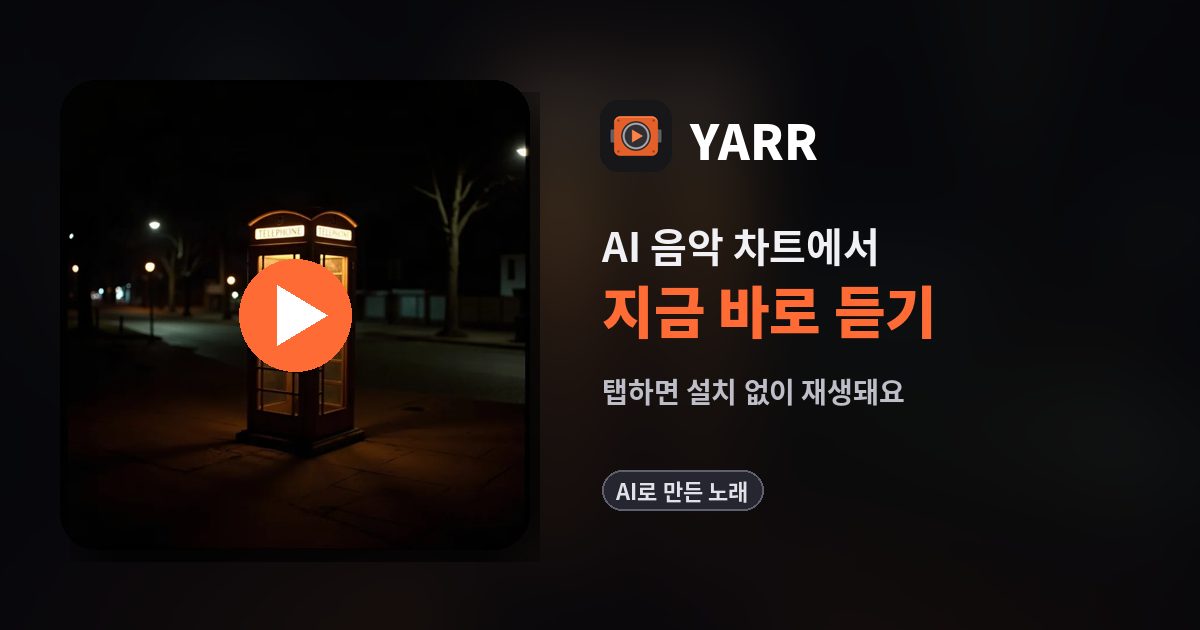 TELEPHONE
TELEPHONE
YARR
AI 음악 차트에서
지금 바로 듣기
탭하면 설치 없이 재생돼요
AI로 만든 노래